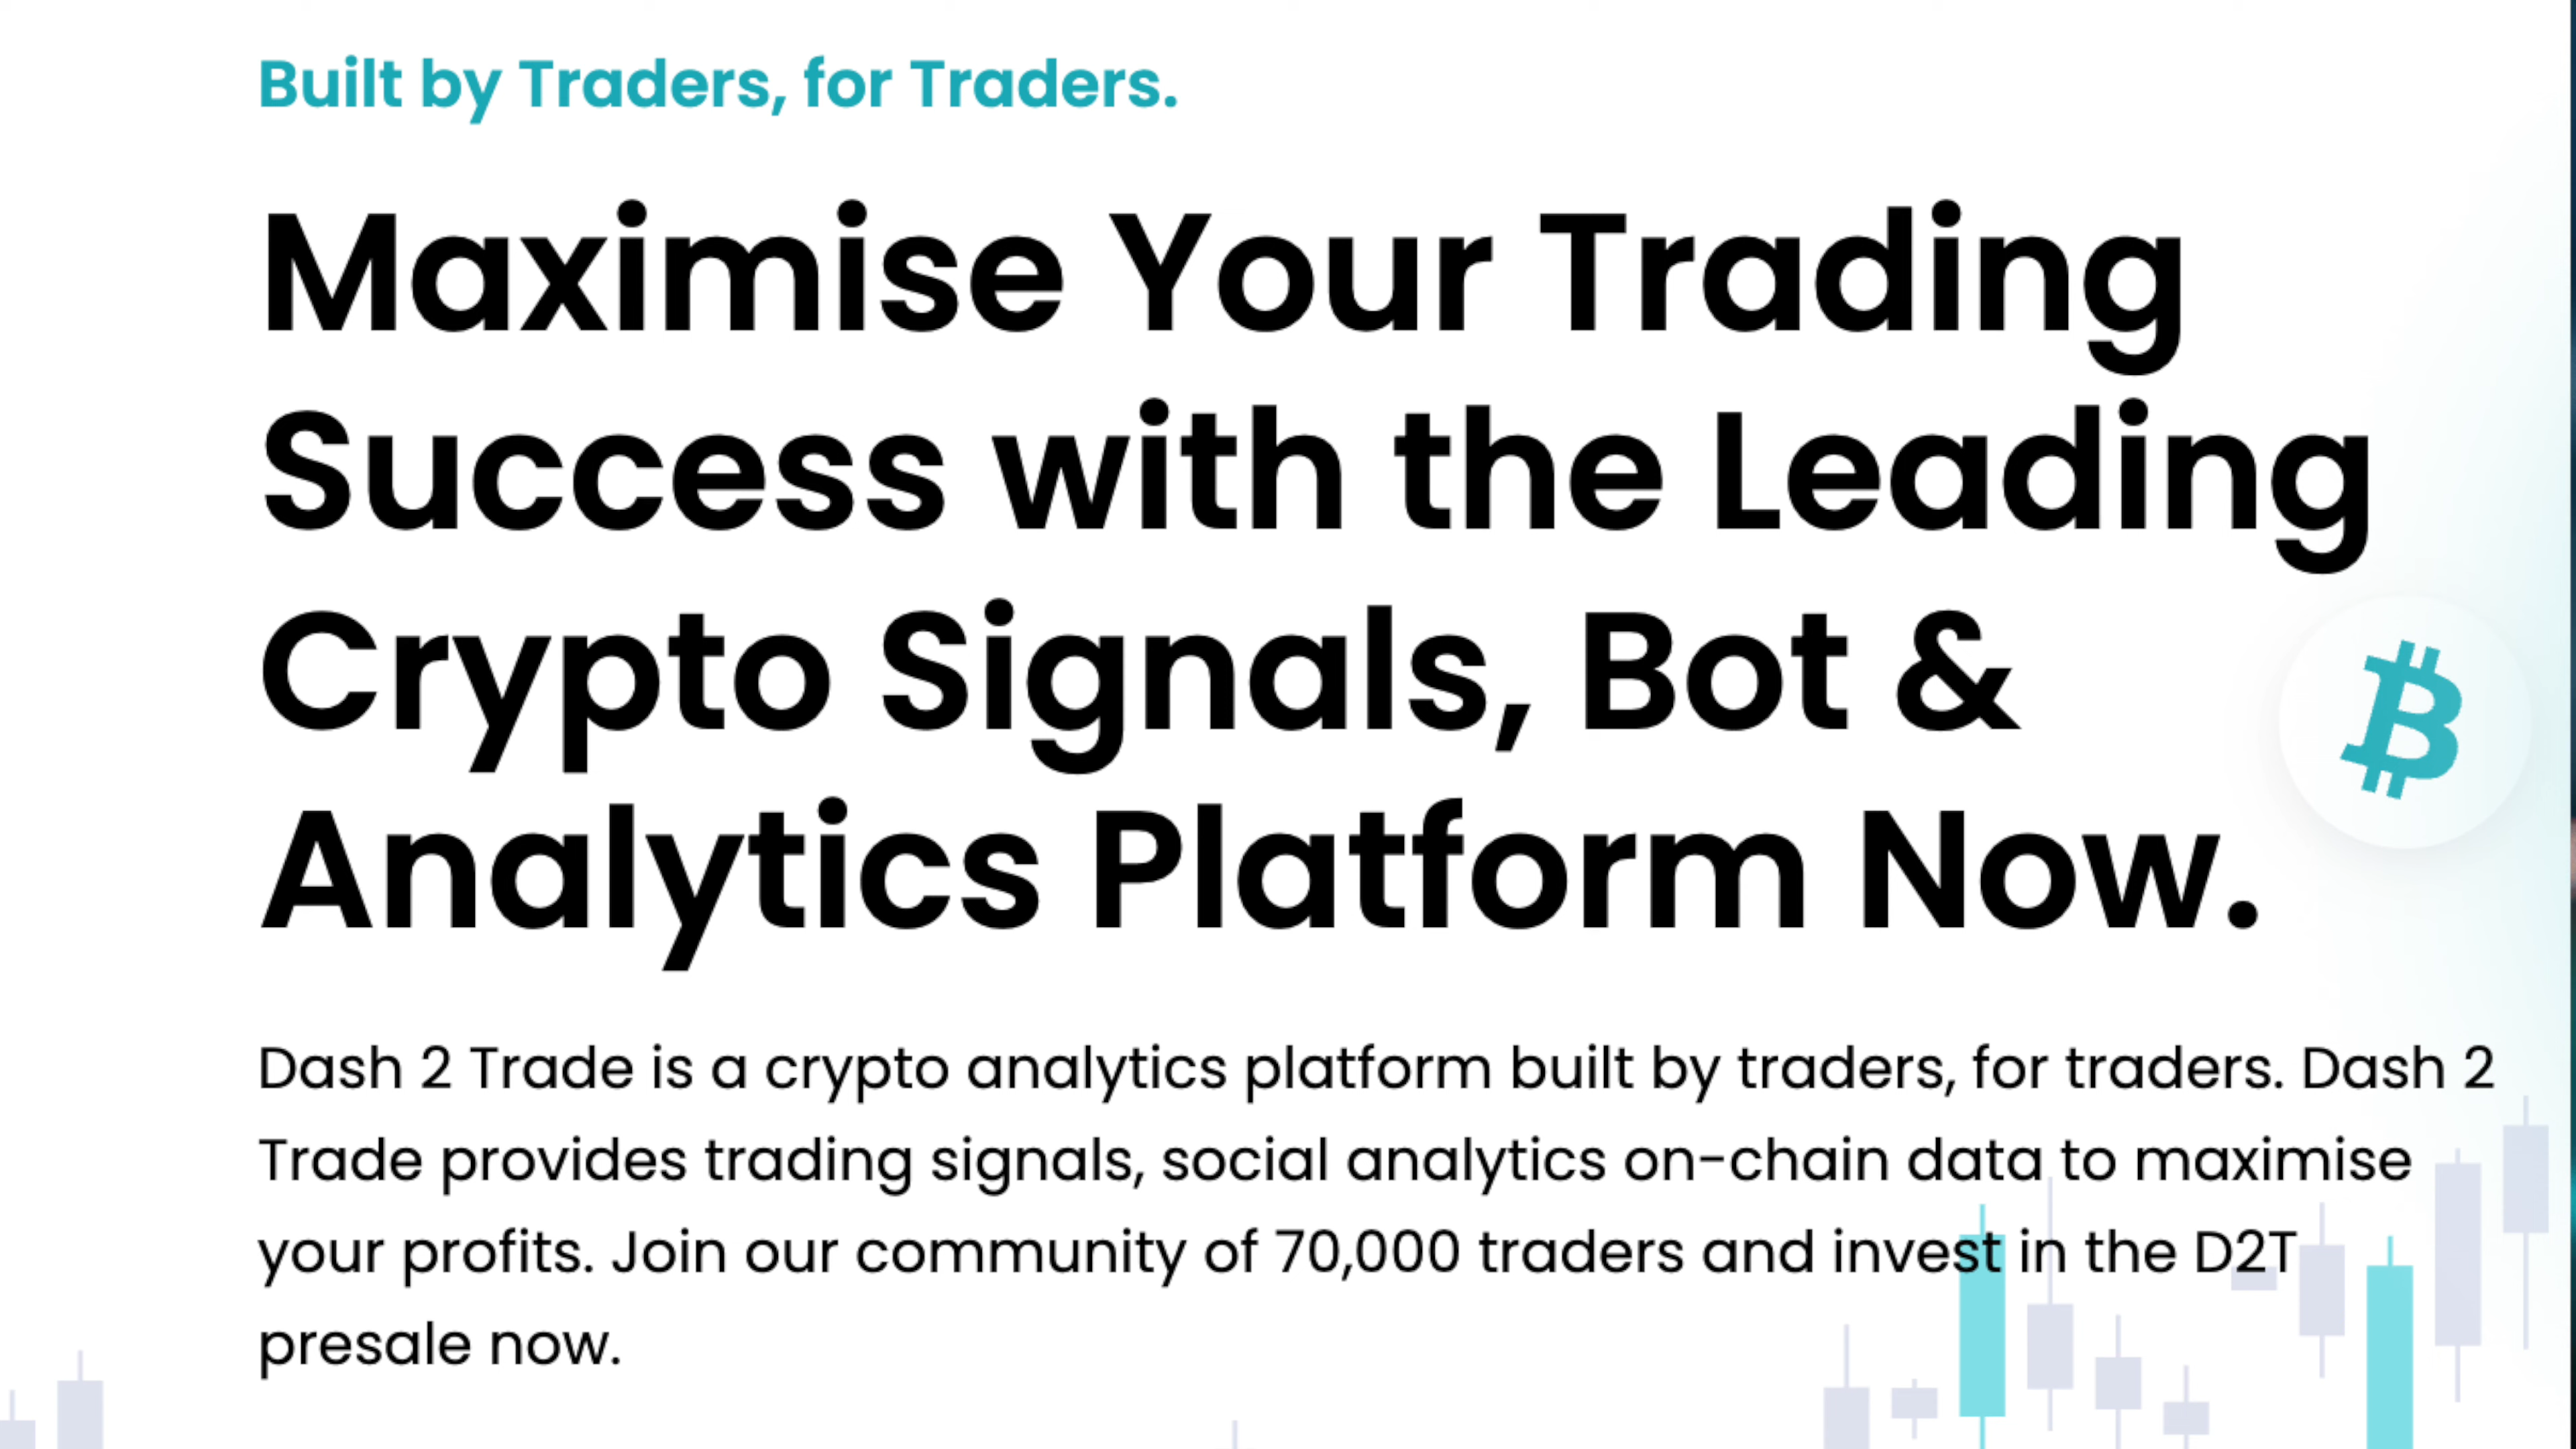 Built by Traders, for Traders.
Maximise Your Trading
Success with the Leading
Crypto Signals, Bot &
Analytics Platform Now.
Dash 2 Trade is a crypto analytics platform built by traders, for traders. Dash 2
Trade provides trading signals, social analytics on-chain data to maximise
your profits. Join our community of 70,000 traders and invest in the D2T
presale now.